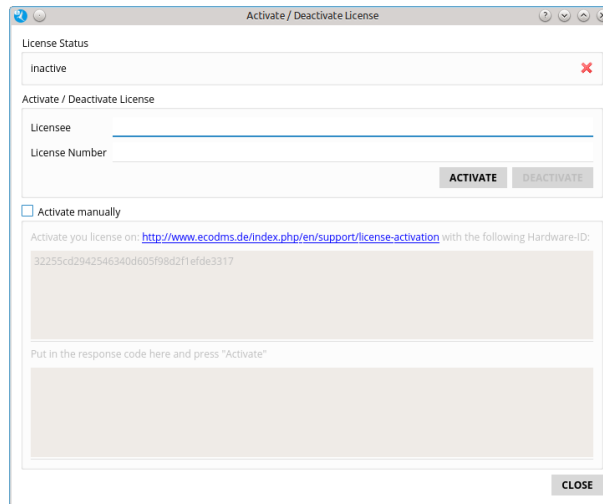 Activate / Deactivate License
License Status
inactive
Activate / Deactivate License
Licensee
License Number
ACTIVATE DEACTIVATE
Activate manually
Activate you license on: http://www.ecodms.de/index.php/en/support/license-activation with the following Hardware-ID:
32255cd2942546340d605f98d2f1efde3317
Put in the response code here and press "Activate"
CLOSE